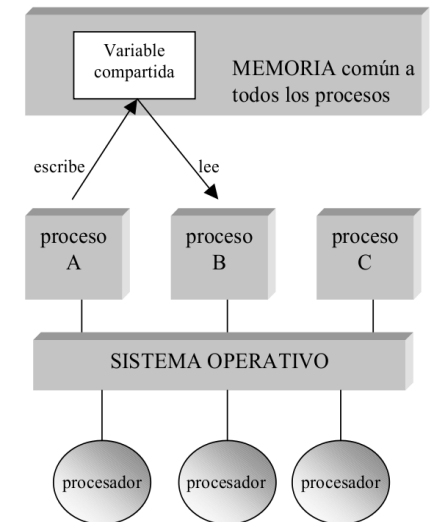 Variable
compartida
MEMORIA común a
todos los procesos
escribe
lee
proceso
A
proceso
B
proceso
C
SISTEMA OPERATIVO
procesador
procesador
procesador